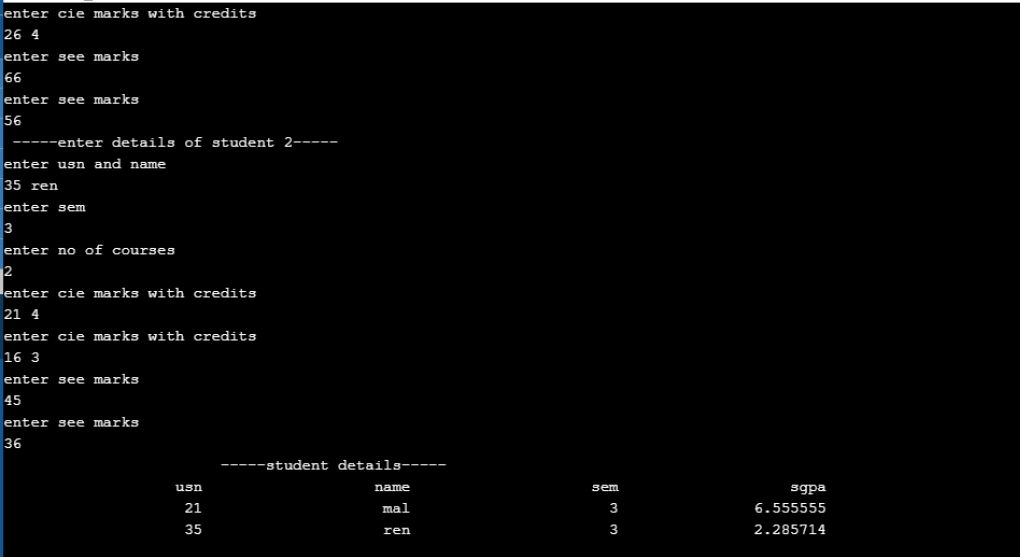 enter cie marks with credits
26 4
enter see marks
66
enter see marks
56
-----enter details of student 2-----
enter usn and name
35 ren
enter sem
3
enter no of courses
2
enter cie marks with credits
21 4
enter cie marks with credits
16 3
enter see marks
45
enter see marks
36
-----student details-----
usn name sem sgpa
21 mal 3 6.555555
35 ren 3 2.285714